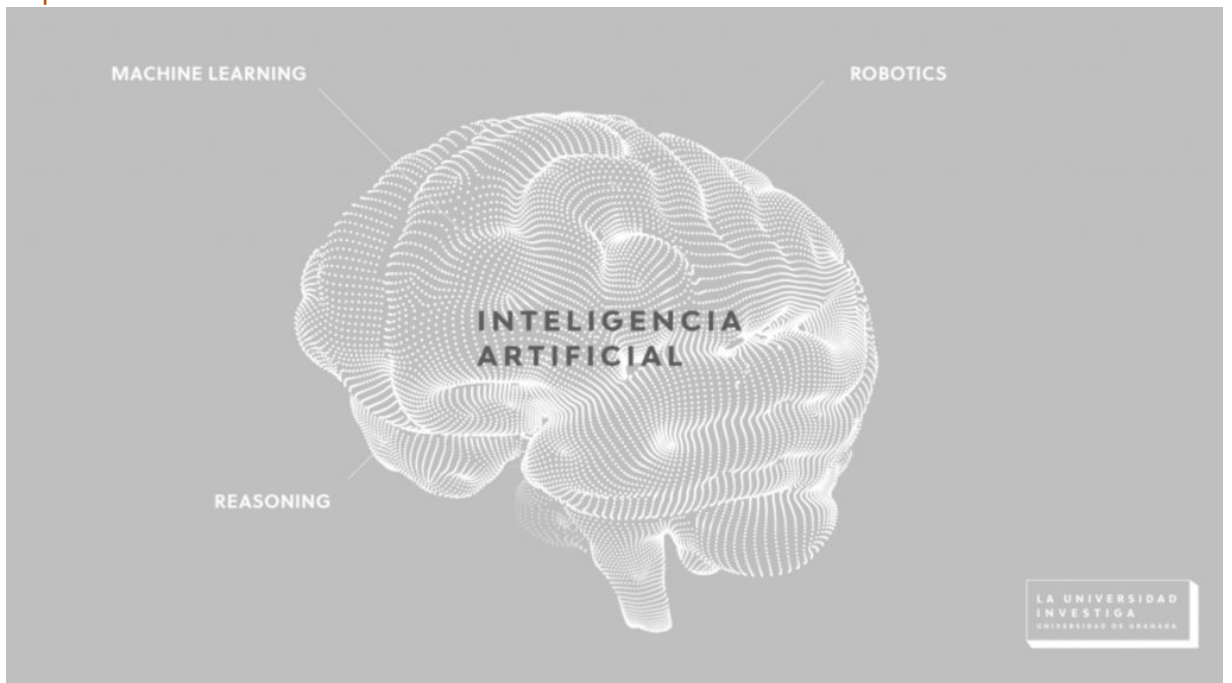 MACHINE LEARNING
ROBOTICS
INTELIGENCIA
ARTIFICIAL
REASONING
LA UNIVERSIDAD
INVESTIGA
UNIVERSIDAD DE GRANADA